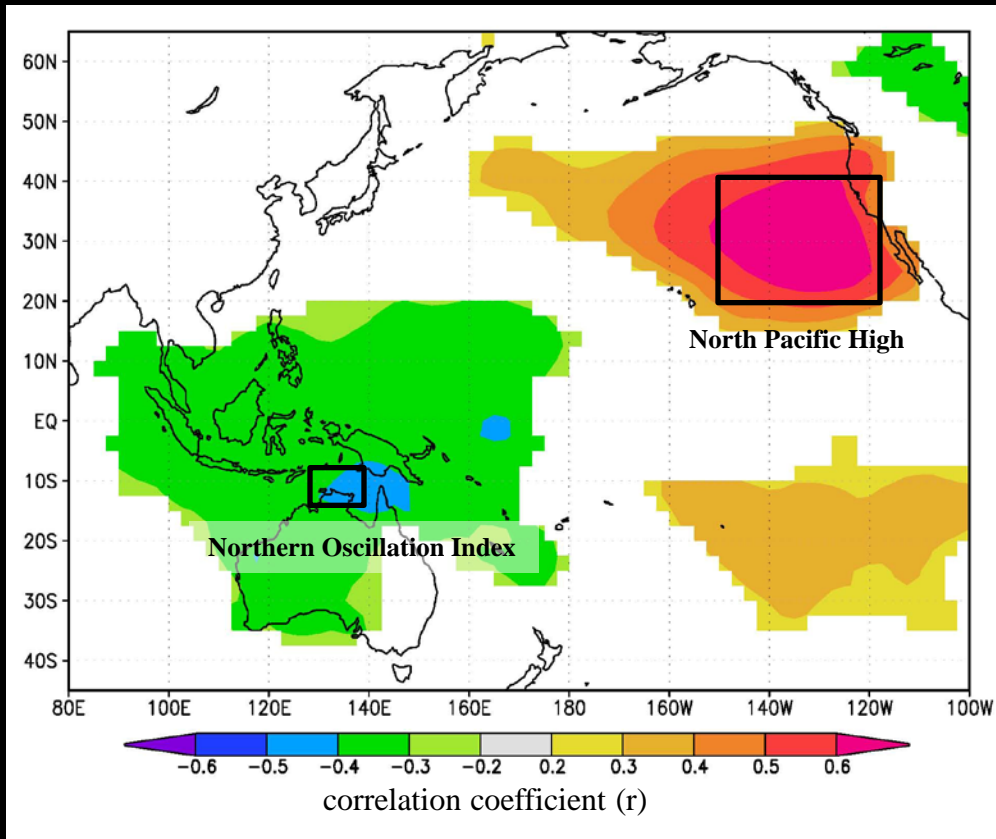 60N
50N
40N
30N
20N
North Pacific High
10N
EQ
10S
20S
Northern Oscillation Index
30S
40S
80E 100E 120E 140E 160E 180 160W 140W 120W 100W
-0.6 -0.5 -0.4 -0.3 -0.2 0.2 0.3 0.4 0.5 0.6
correlation coefficient (r)